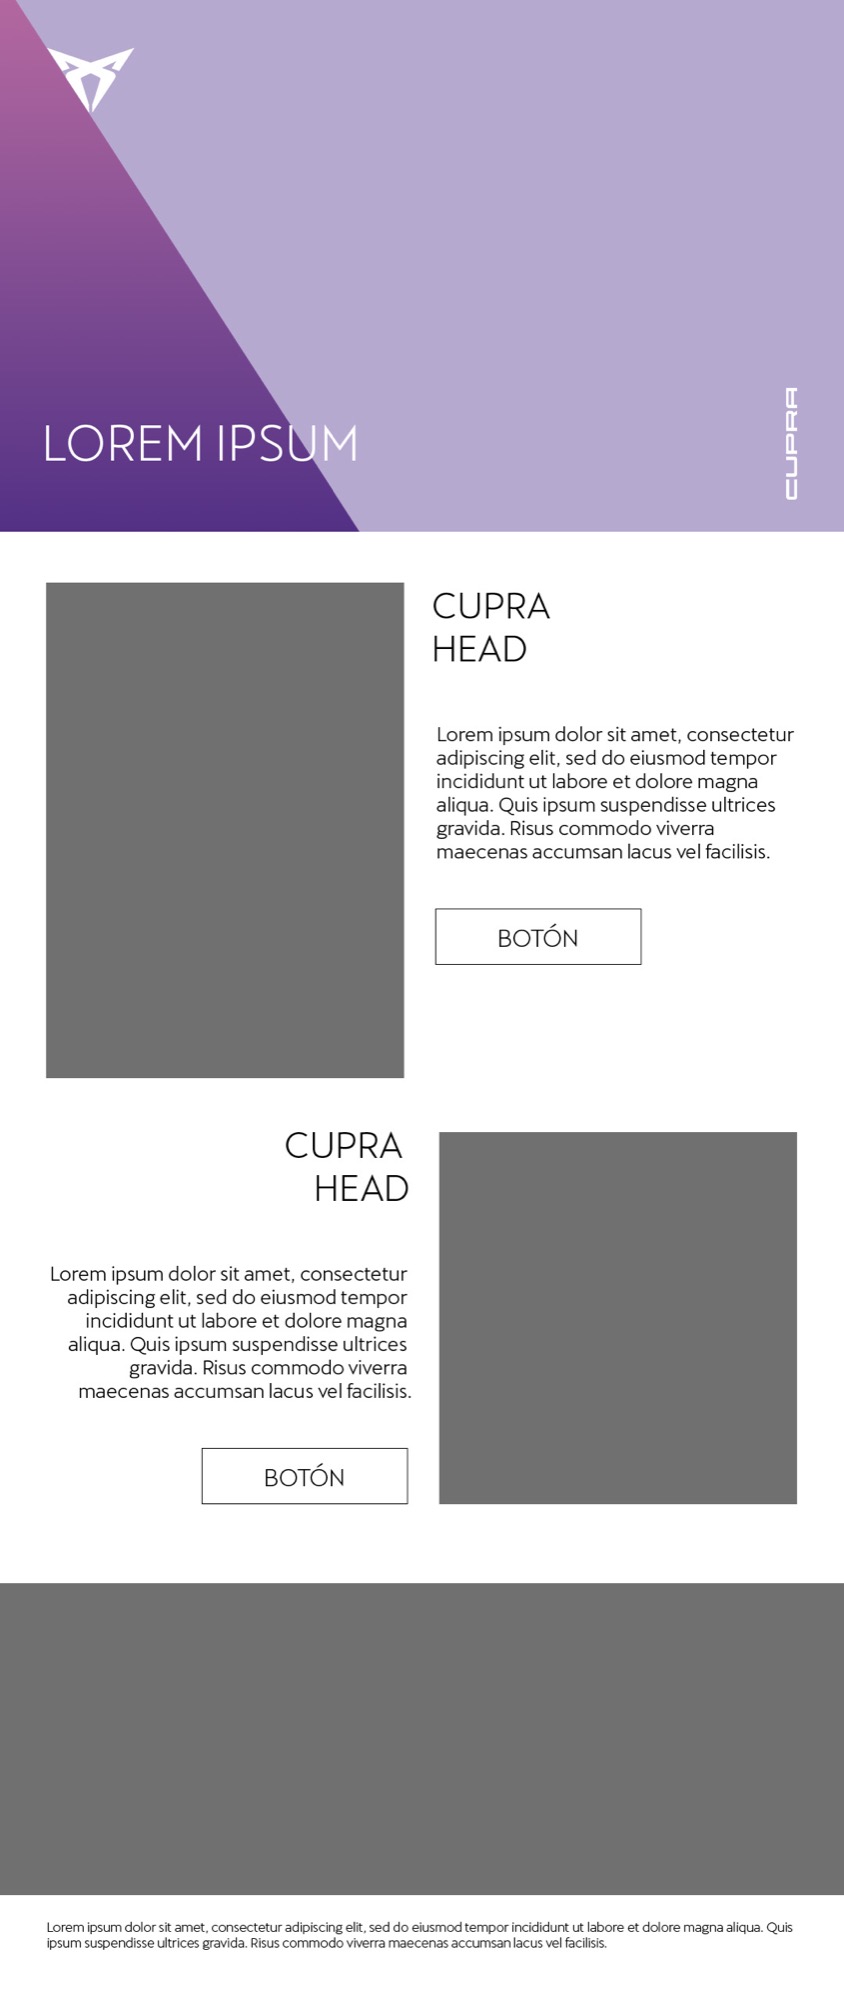 LOREM IPSUM
CUPRA
CUPRA
HEAD
Lorem ipsum dolor sit amet, consectetur
adipiscing elit, sed do eiusmod tempor
incididunt ut labore et dolore magna
aliqua. Quis ipsum suspendisse ultrices
gravida. Risus commodo viverra
maecenas accumsan lacus vel facilisis.
BOTÓN
CUPRA
HEAD
Lorem ipsum dolor sit amet, consectetur
adipiscing elit, sed do eiusmod tempor
incididunt ut labore et dolore magna
aliqua. Quis ipsum suspendisse ultrices
gravida. Risus commodo viverra
maecenas accumsan lacus vel facilisis.
BOTÓN
Lorem ipsum dolor sit amet, consectetur adipiscing elit, sed do eiusmod tempor incididunt ut labore et dolore magna aliqua. Quis
ipsum suspendisse ultrices gravida. Risus commodo viverra maecenas accumsan lacus vel facilisis.